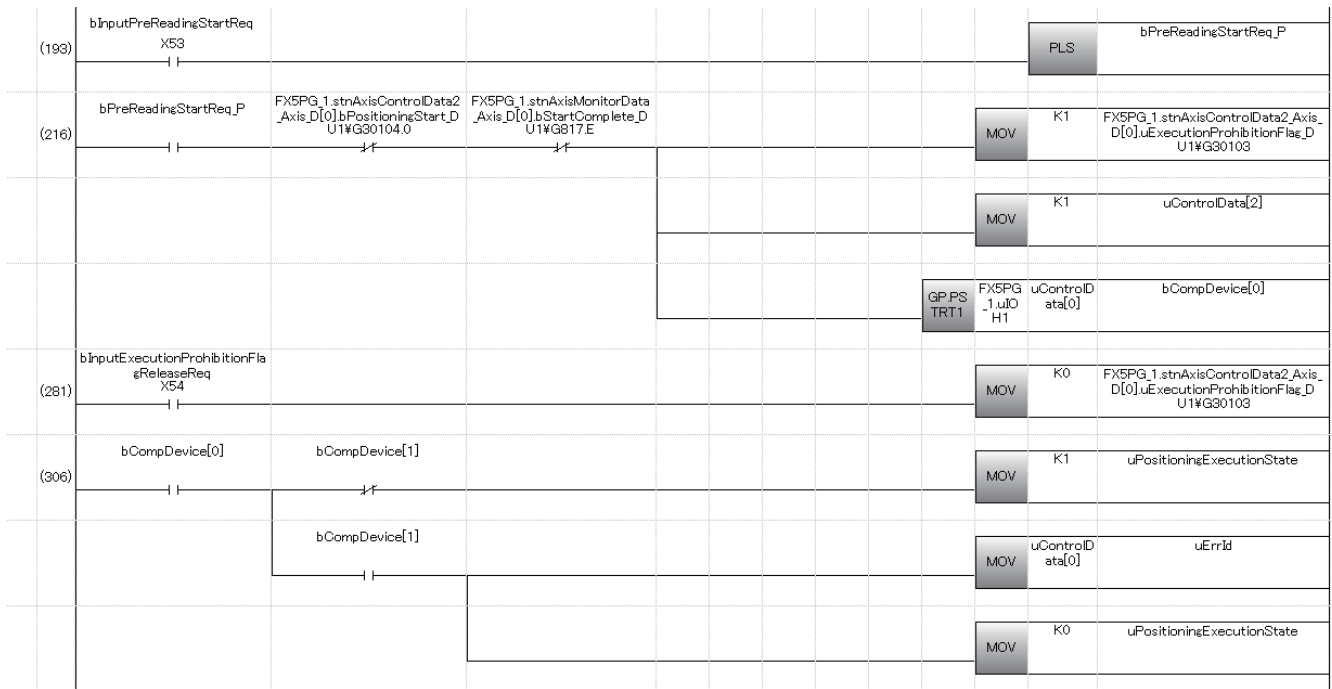 bInputPreReadingStartReq
X53
(193)
PLS
bPreReadingStartReq_P
bPreReadingStartReq_P
FX5PG_1.stnAxisControlData2
_Axis_D[0].bPositioningStart_D
U1¥G30104.0
FX5PG_1.stnAxisMonitorData
_Axis_D[0].bStartComplete_D
U1¥G817.E
(216)
MOV
K1
FX5PG_1.stnAxisControlData2_Axis_
D[0].uExecutionProhibitionFlag_D
U1¥G30103
MOV
K1
uControlData[2]
GP.PS
TRT1
FX5PG
_1.uIO
H1
uControlD
ata[0]
bCompDevice[0]
bInputExecutionProhibitionFla
gReleaseReq
X54
(281)
MOV
K0
FX5PG_1.stnAxisControlData2_Axis_
D[0].uExecutionProhibitionFlag_D
U1¥G30103
bCompDevice[0]
bCompDevice[1]
(306)
MOV
K1
uPositioningExecutionState
bCompDevice[1]
MOV
uControlD
ata[0]
uErrId
MOV
K0
uPositioningExecutionState